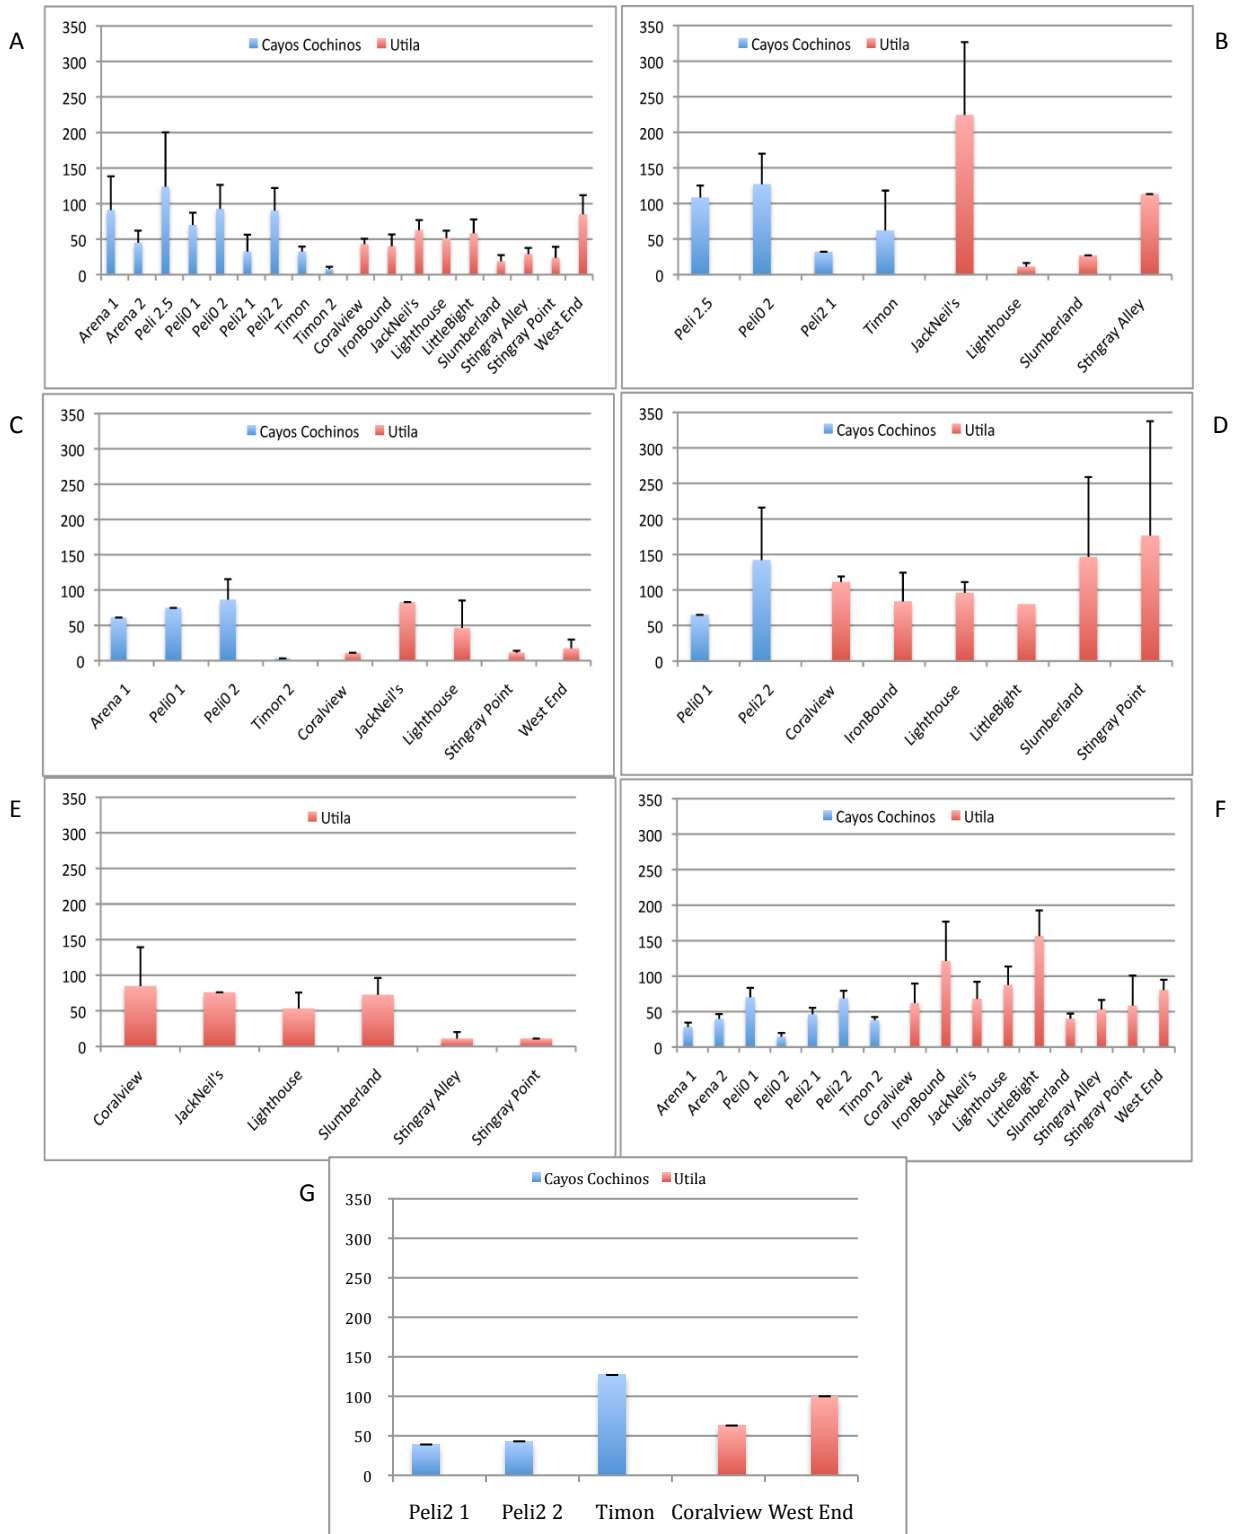 A
Cayos Cochinos Utila
350
300
250
200
150
100
50
0
Arena 1 Arena 2 Peli 2.5 Peli0 1 Peli0 2 Peli2 1 Peli2 2 Timon Timon 2 Coralview IronBound JackNeil's Lighthouse LittleBight Slumberland Stingray Alley Stingray Point West End
B
Cayos Cochinos Utila
350
300
250
200
150
100
50
0
Peli 2.5 Peli0 2 Peli2 1 Timon JackNeil's Lighthouse Slumberland Stingray Alley
C
Cayos Cochinos Utila
350
300
250
200
150
100
50
0
Arena 1 Peli0 1 Peli0 2 Timon 2 Coralview JackNeil's Lighthouse Stingray Point West End
D
Cayos Cochinos Utila
350
300
250
200
150
100
50
0
Peli0 1 Peli2 2 Coralview IronBound Lighthouse LittleBight Slumberland Stingray Point
E
Utila
350
300
250
200
150
100
50
0
Coralview JackNeil's Lighthouse Slumberland Stingray Alley Stingray Point
F
Cayos Cochinos Utila
350
300
250
200
150
100
50
0
Arena 1 Arena 2 Peli0 1 Peli0 2 Peli2 1 Peli2 2 Timon 2 Coralview IronBound JackNeil's Lighthouse LittleBight Slumberland Stingray Alley Stingray Point West End
G
Cayos Cochinos Utila
350
300
250
200
150
100
50
0
Peli2 1 Peli2 2 Timon Coralview West End